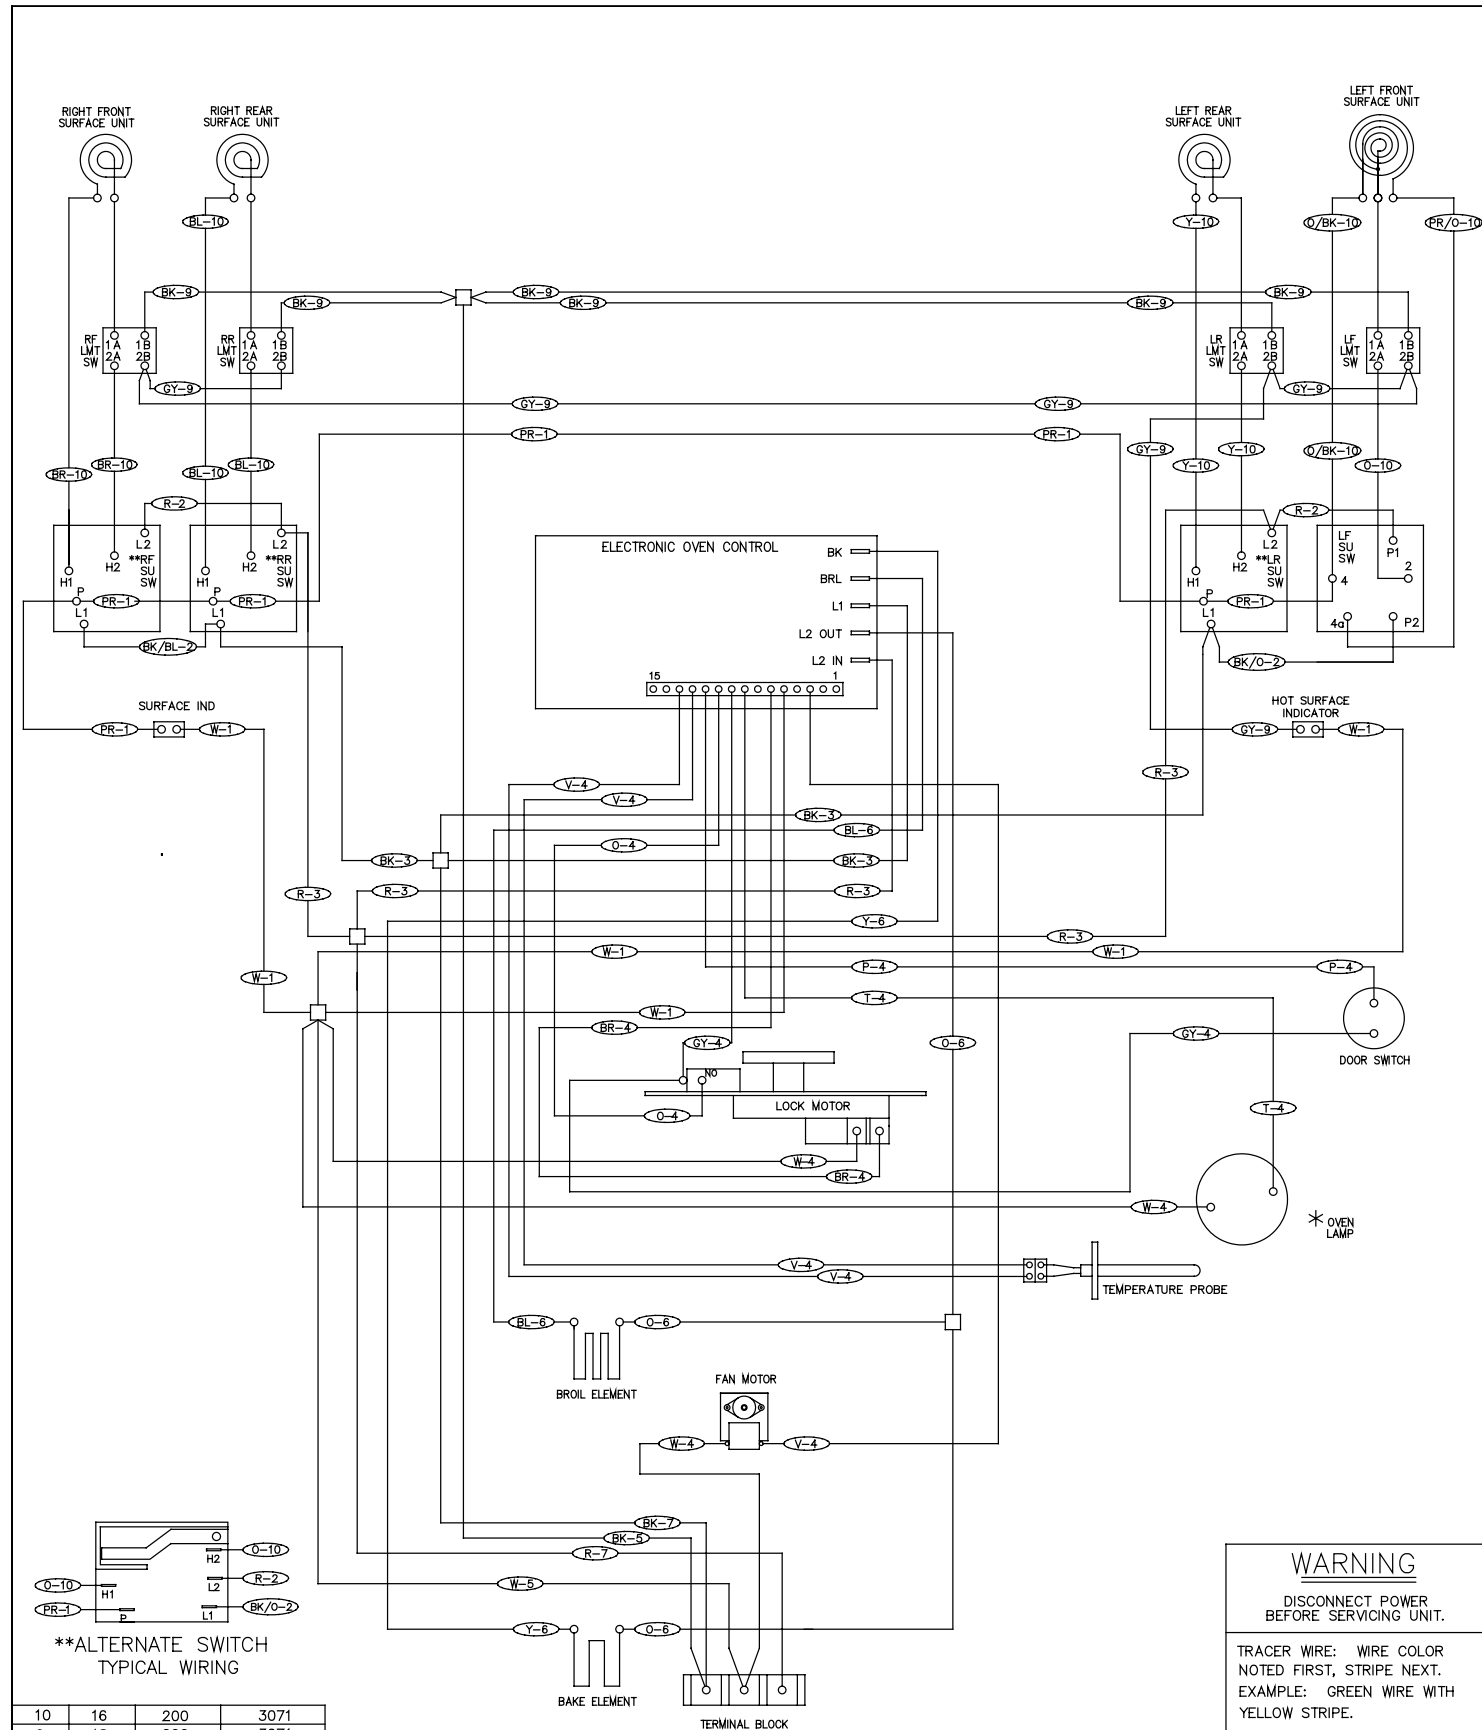 RIGHT FRONT
SURFACE UNIT
RIGHT REAR
SURFACE UNIT
LEFT REAR
SURFACE UNIT
LEFT FRONT
SURFACE UNIT
BL-10
Y-10
O/BK-10
PR/O-10
BK-9
BK-9
BK-9
BK-9
BK-9
BK-9
RF
LMT
SW
1A 1B
2A 2B
RR
LMT
SW
1A 1B
2A 2B
LR
LMT
SW
1A 1B
2A 2B
LF
LMT
SW
1A 1B
2A 2B
GY-9
GY-9
GY-9
GY-9
PR-1
PR-1
GY-9
O/BK-10
BR-10
BR-10
BL-10
BL-10
Y-10
Y-10
O-10
R-2
R-2
L2
H2
**RF
SU
SW
H1
P
PR-1
L1
L2
H2
**RR
SU
SW
H1
P
PR-1
L1
BK/BL-2
ELECTRONIC OVEN CONTROL
BK
BRL
L1
L2 OUT
L2 IN
15
1
L2
H2
**LR
SU
SW
H1
P
PR-1
L1
LF
SU
SW
P1
2
4
4a
P2
BK/O-2
SURFACE IND
PR-1
W-1
HOT SURFACE
INDICATOR
GY-9
W-1
V-4
V-4
R-3
BK-3
BL-6
O-4
BK-3
BK-3
R-3
R-3
R-3
Y-6
R-3
W-1
W-1
P-4
P-4
W-1
T-4
W-1
BR-4
GY-4
O-6
GY-4
DOOR SWITCH
NO
LOCK MOTOR
O-4
T-4
W-4
BR-4
W-4
OVEN
LAMP
V-4
V-4
TEMPERATURE PROBE
BL-6
O-6
BROIL ELEMENT
FAN MOTOR
W-4
V-4
BK-7
BK-5
R-7
W-5
Y-6
O-6
BAKE ELEMENT
TERMINAL BLOCK
H2
O-10
O-10
H1
L2
R-2
PR-1
P
L1
BK/O-2
**ALTERNATE SWITCH
TYPICAL WIRING
10 16 200 3071
WARNING
DISCONNECT POWER
BEFORE SERVICING UNIT.
TRACER WIRE: WIRE COLOR
NOTED FIRST, STRIPE NEXT.
EXAMPLE: GREEN WIRE WITH
YELLOW STRIPE.